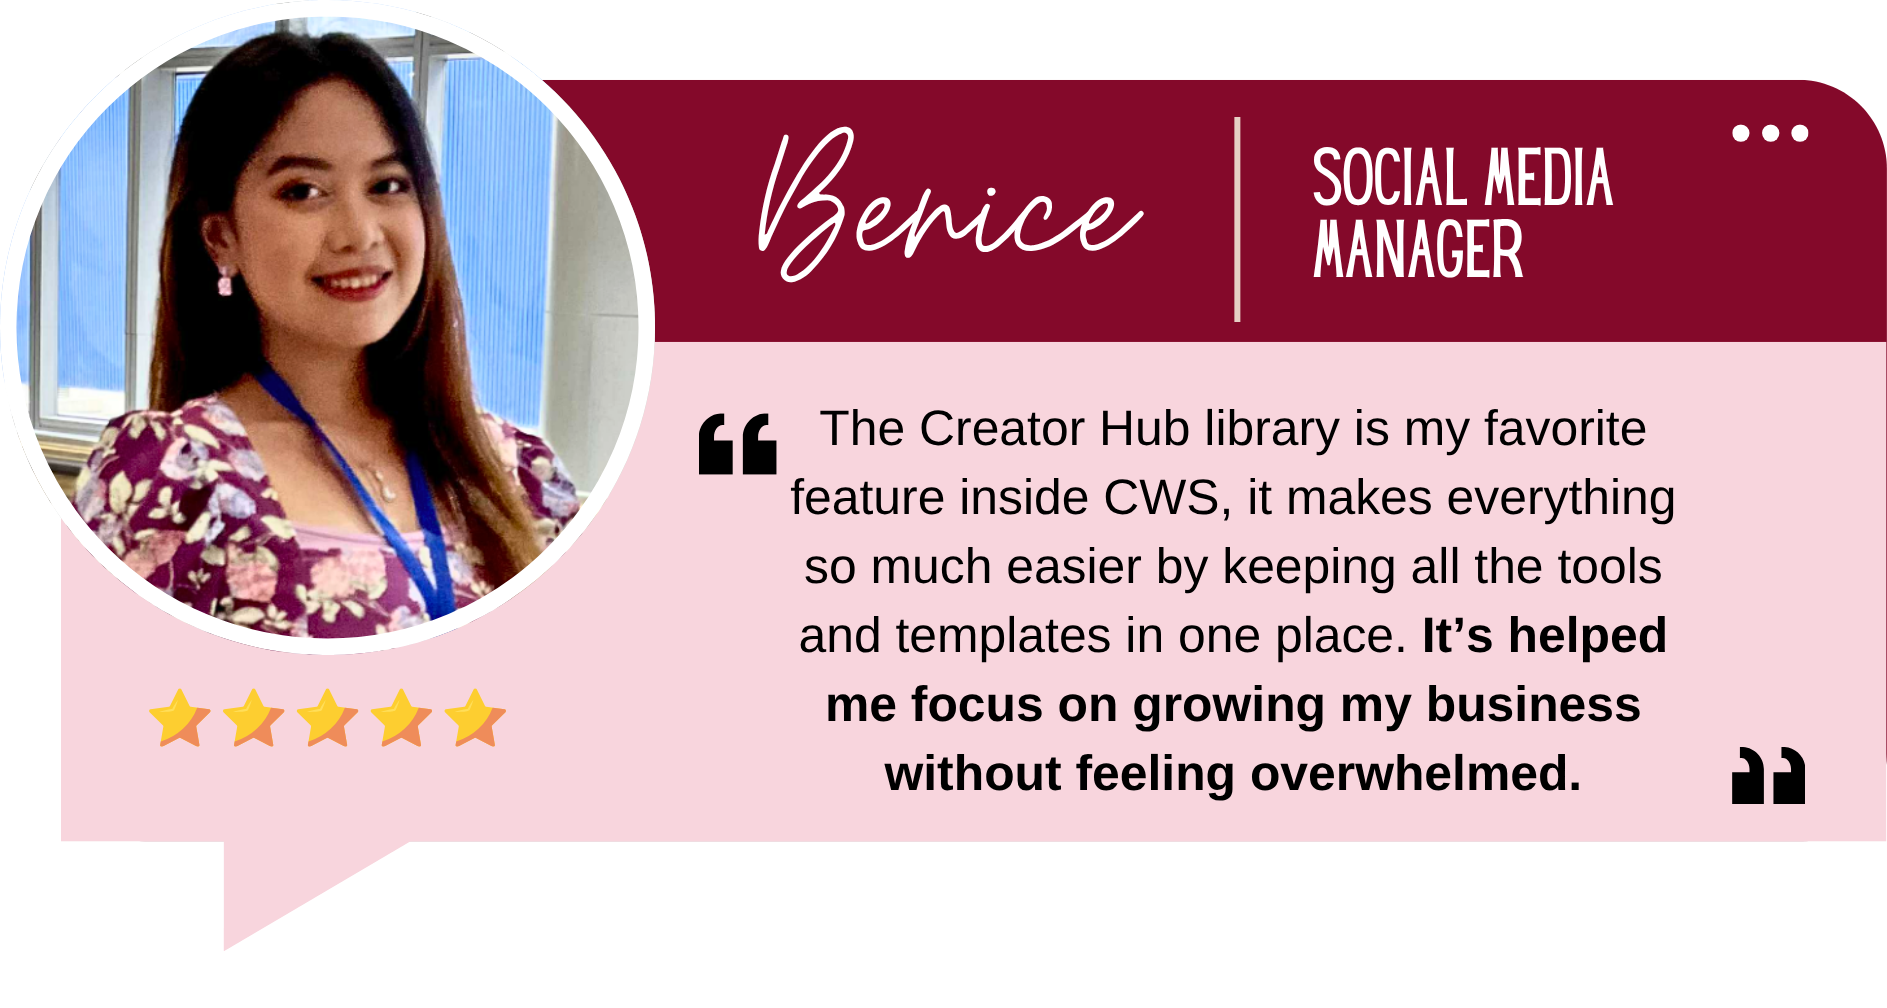 Benice
SOCIAL MEDIA
MANAGER
“ The Creator Hub library is my favorite
feature inside CWS, it makes everything
so much easier by keeping all the tools
and templates in one place. It’s helped
me focus on growing my business
without feeling overwhelmed. ”